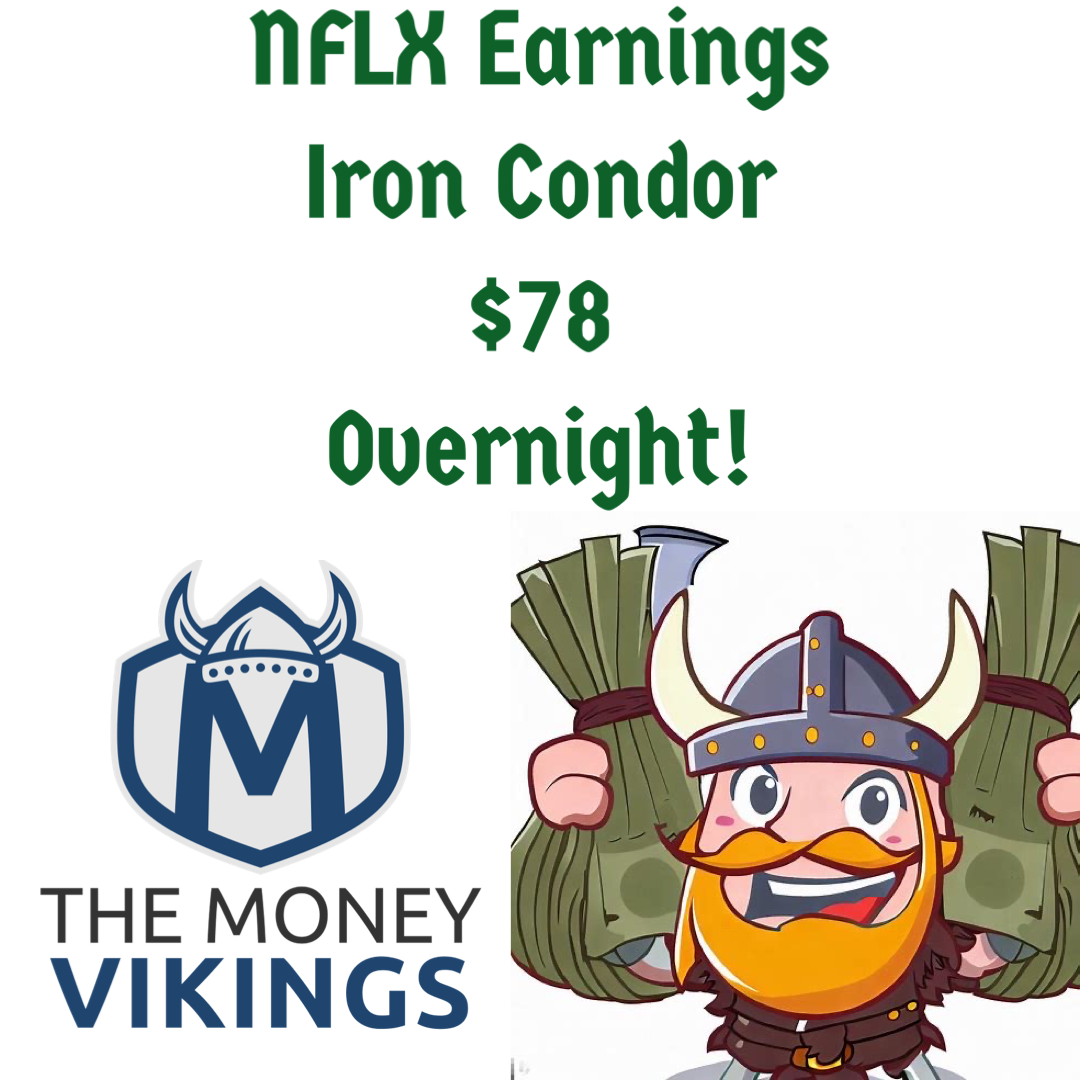 NFLX Earnings
Iron Condor
$78
Overnight!
M
THE MONEY
VIKINGS